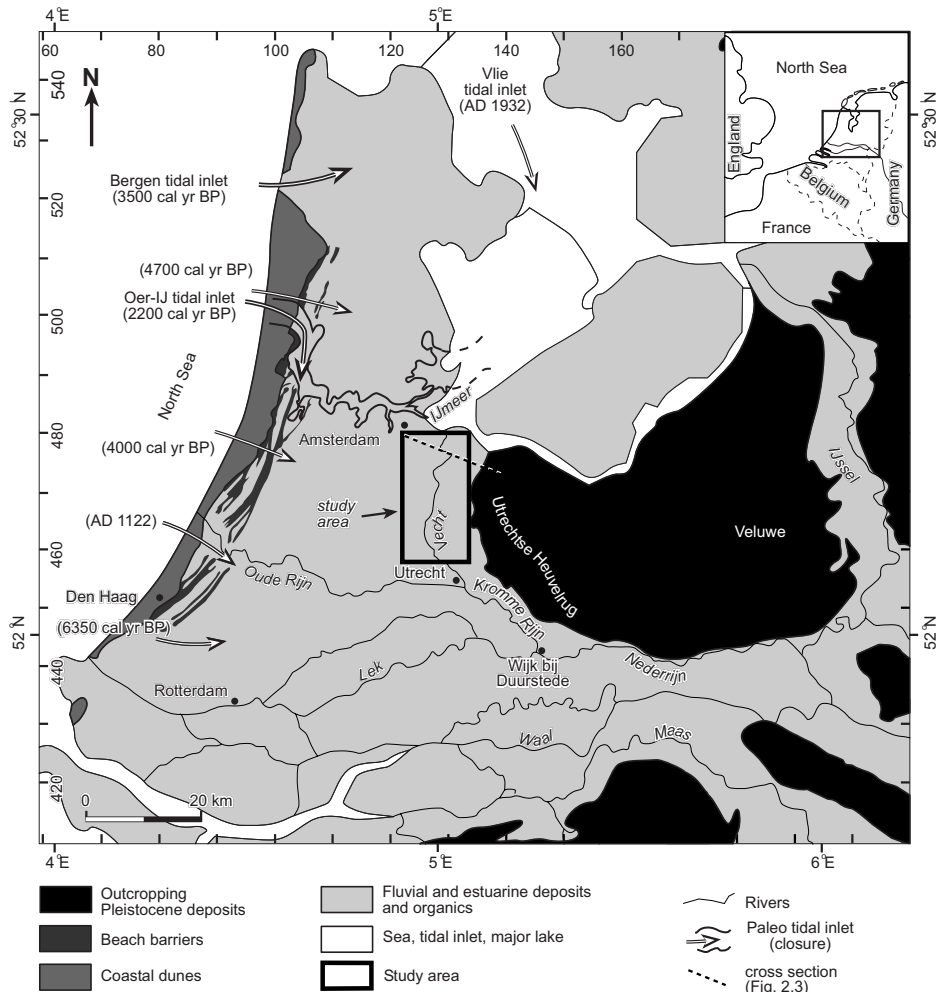 4°E
5°E
60
80
100
120
140
160
540
520
500
480
460
440
420
52°30 N
52°30 N
52°N
52°N
N
Vlie
tidal inlet
(AD 1932)
North Sea
England
Belgium
Germany
France
Bergen tidal inlet
(3500 cal yr BP)
(4700 cal yr BP)
Oer-IJ tidal inlet
(2200 cal yr BP)
North Sea
IJmeer
Amsterdam
(4000 cal yr BP)
study
area
Vecht
Utrechtse Heuvelrug
Veluwe
IJssel
(AD 1122)
Oude Rijn
Utrecht
Kromme Rijn
Den Haag
(6350 cal yr BP)
Wijk bij
Duurstede
Nederrijn
Lek
Rotterdam
Waal
Maas
0
20 km
4°E
5°E
6°E
Outcropping
Pleistocene deposits
Beach barriers
Coastal dunes
Fluvial and estuarine deposits
and organics
Sea, tidal inlet, major lake
Study area
Rivers
Paleo tidal inlet
(closure)
cross section
(Fig. 2.3)